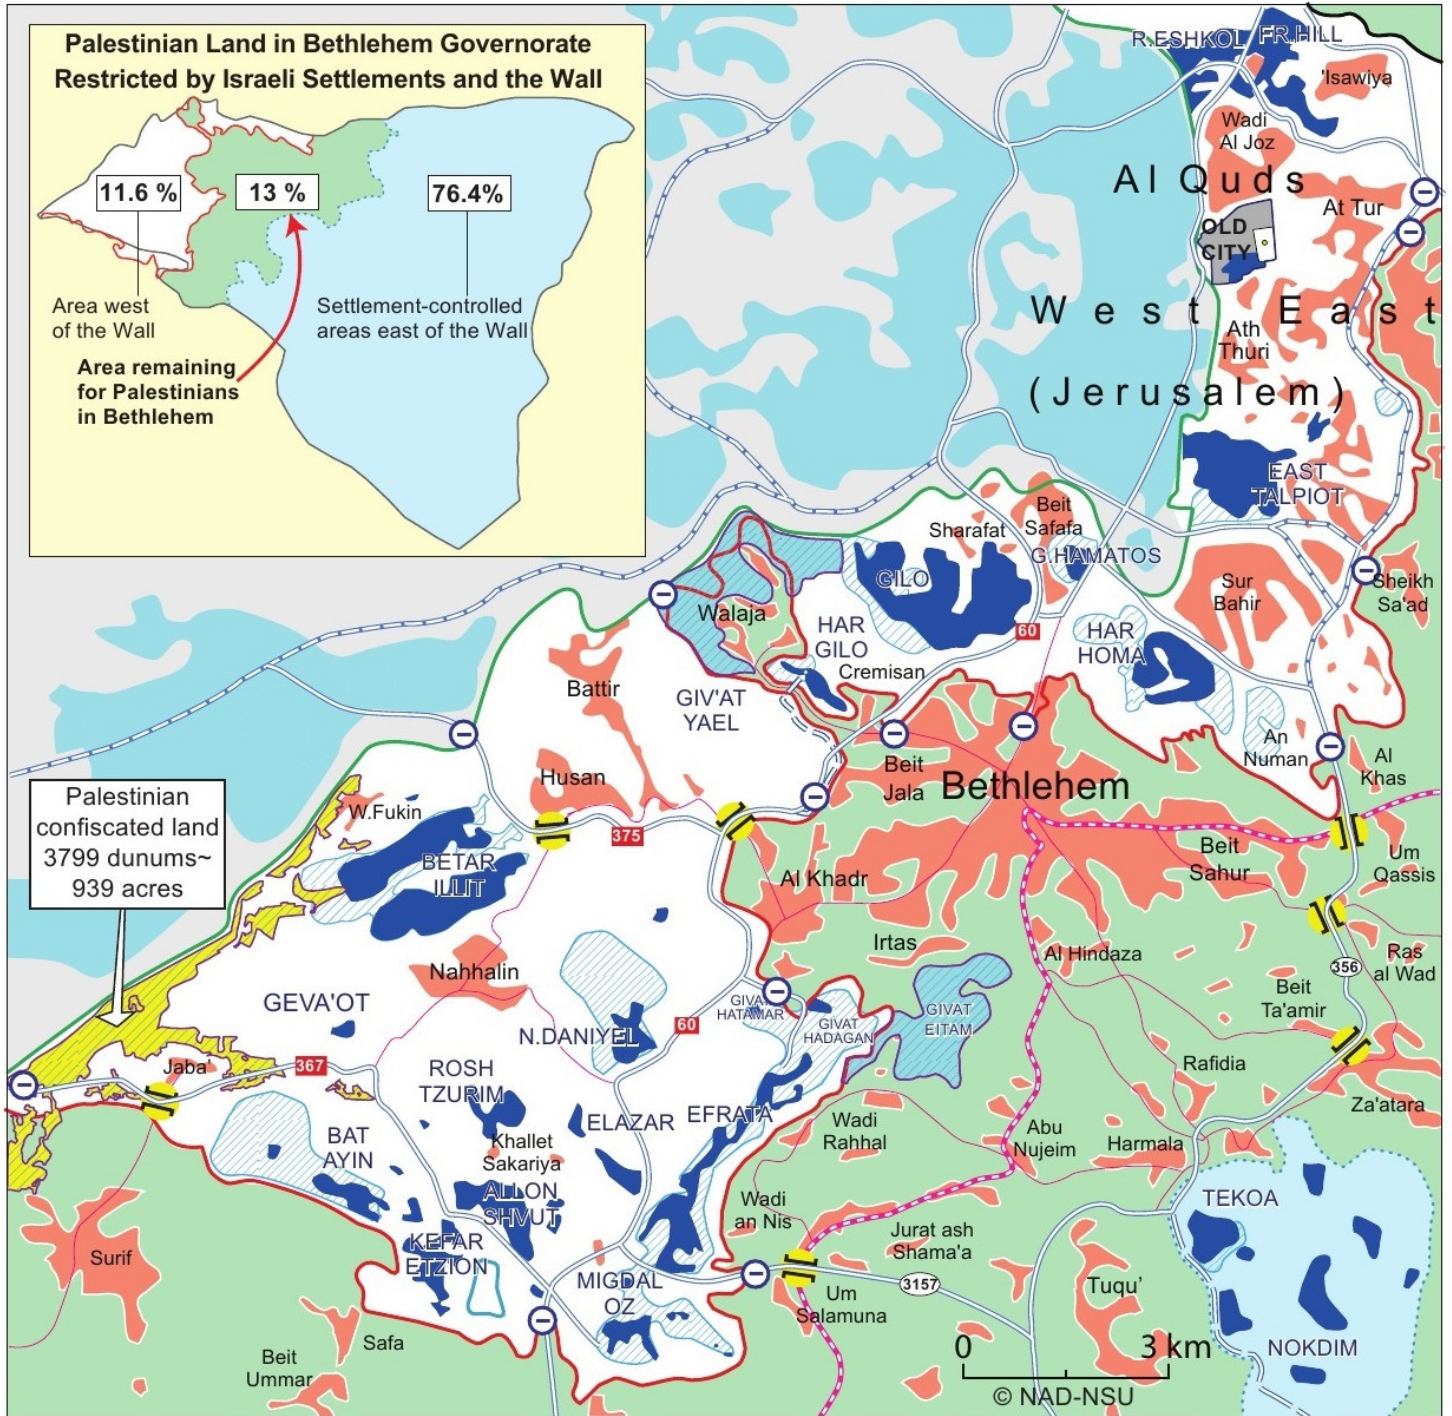 Palestinian Land in Bethlehem Governorate
Restricted by Israeli Settlements and the Wall
11.6 %
13 %
76.4%
Area west
of the Wall
Settlement-controlled
areas east of the Wall
Area remaining
for Palestinians
in Bethlehem
R.ESHKOL
FR.HILL
'Isawiya
Wadi
Al Joz
Al Quds
At Tur
OLD
CITY
West East
Ath
Thuri
(Jerusalem)
EAST
TALPIOT
Beit
Safafa
Sharafat
G.HAMATOS
GILO
Sur
Bahir
Sheikh
Sa'ad
Walaja
HAR
GILO
60
HAR
HOMA
Cremisan
Battir
GIV'AT
YAEL
An
Numan
Al
Khas
Husan
Beit
Jala
Bethlehem
Palestinian
confiscated land
3799 dunums~
939 acres
W.Fukin
375
BETAR
ILLIT
Beit
Sahur
Um
Qassis
Al Khadr
Irtas
Al Hindaza
Ras
al Wad
356
Nahhalin
Beit
Ta'amir
GEVA'OT
GIVAT
HATAMAR
GIVAT
HADAGAN
GIVAT
EITAM
N.DANIYEL
60
367
Jaba'
ROSH
TZURIM
Rafidia
Za'atara
ELAZAR
EFRATA
Wadi
Rahhal
Abu
Nujeim
Harmala
BAT
AYIN
Khallet
Sakariya
ALLON
SHVUT
Wadi
an Nis
TEKOA
Surif
KEFAR
ETZION
Jurat ash
Shama'a
MIGDAL
OZ
3157
Um
Salamuna
Tuqu'
Safa
Beit
Ummar
NOKDIM
0 3 km
© NAD-NSU